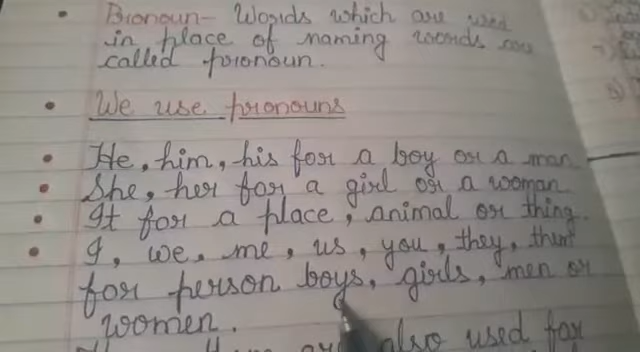 Pronoun- Words which are used
in place of naming words are
called pronoun.
We use pronouns
He, him, his for a boy or a man
She, her for a girl or a woman
It for a place, animal or thing.
I, we, me, us, you, they, them
for person boys, girls, men or
women.
also used for